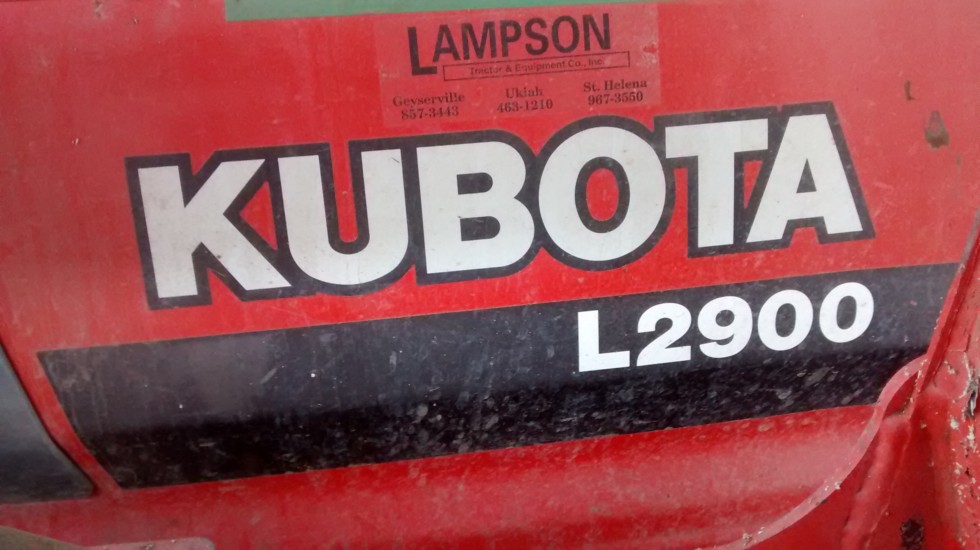 LAMPSON
Tractor & Equipment Co., Inc.
Geyserville Ukiah St. Helena
857-3443 463-1210 967-3550
KUBOTA
L2900